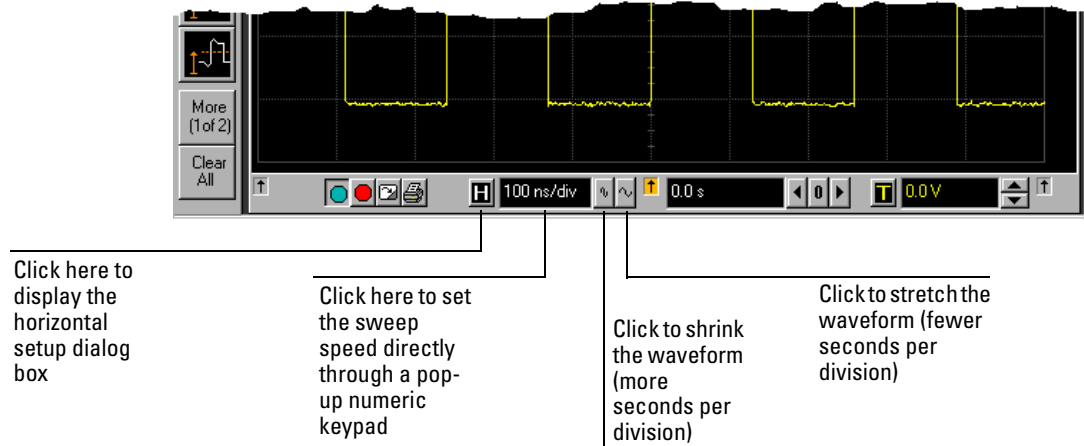 More
(1of 2)
Clear
All
H
100 ns/div
0.0 s
0
T
0.0 V
Click here to
display the
horizontal
setup dialog
box
Click here to set
the sweep
speed directly
through a pop-
up numeric
keypad
Click to shrink
the waveform
(more
seconds per
division)
Click to stretch the
waveform (fewer
seconds per
division)